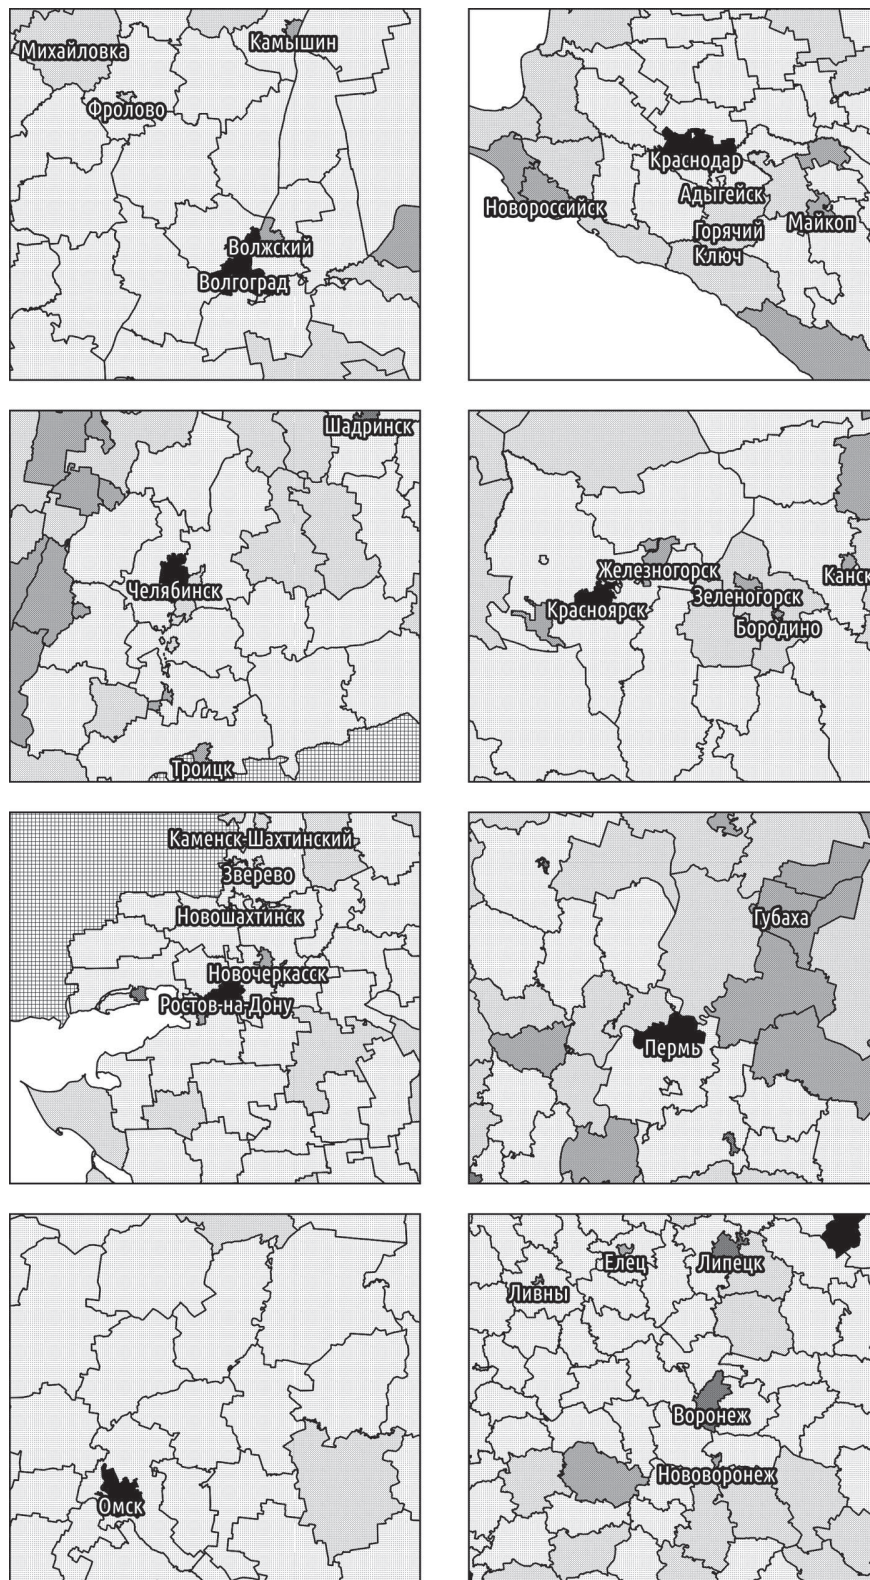 Михайловка
Камышин
Фролово
Волжский
Волгоград
Краснодар
Адыгейск
Новороссийск
Майкоп
Горячий
Ключ
Шадринск
Челябинск
Троицк
Железногорск
Канск
Зеленогорск
Красноярск
Бородино
Каменск-Шахтинский
Зверево
Новошахтинск
Новочеркасск
Ростов-на-Дону
Губаха
Пермь
Омск
Елец
Липецк
Ливны
Воронеж
Нововоронеж